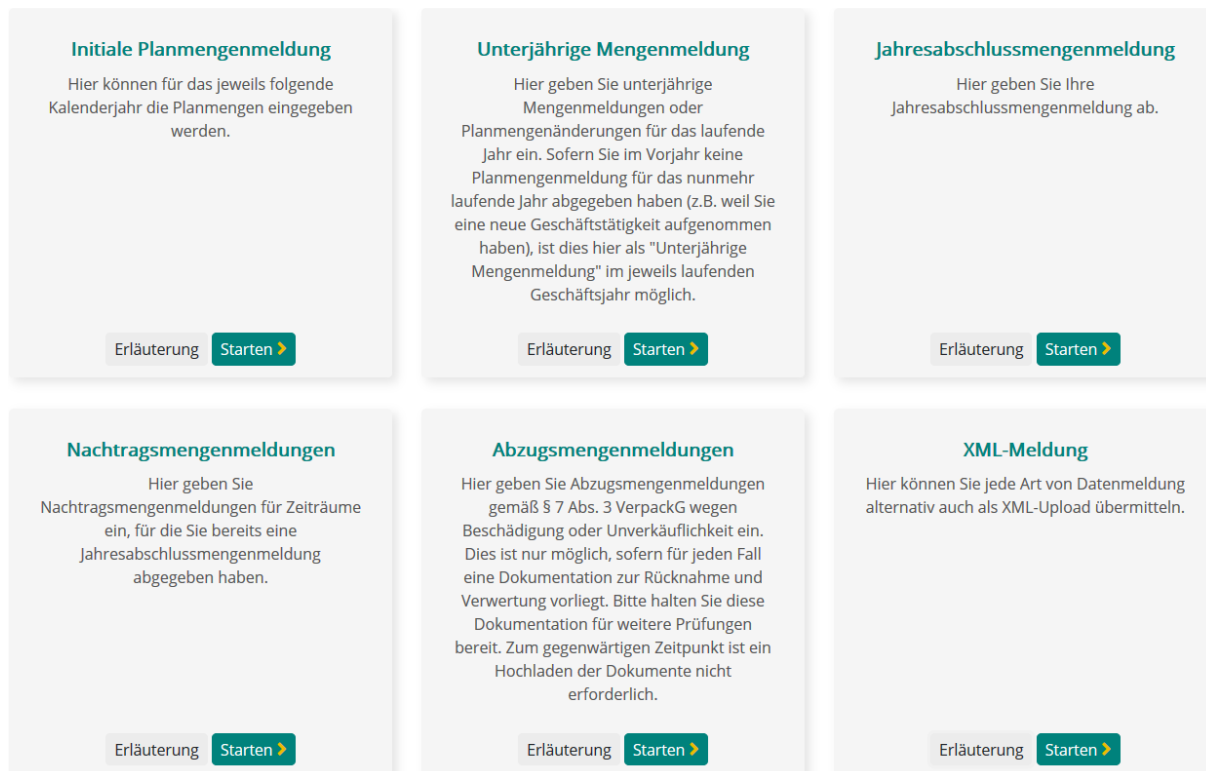 Initiale Planmengenmeldung
Hier können für das jeweils folgende
Kalenderjahr die Planmengen eingegeben
werden.
Erläuterung Starten
Unterjährige Mengenmeldung
Hier geben Sie unterjährige
Mengenmeldungen oder
Planmengenänderungen für das laufende
Jahr ein. Sofern Sie im Vorjahr keine
Planmengenmeldung für das nunmehr
laufende Jahr abgegeben haben (z.B. weil Sie
eine neue Geschäftstätigkeit aufgenommen
haben), ist dies hier als "Unterjährige
Mengenmeldung" im jeweils laufenden
Geschäftsjahr möglich.
Erläuterung Starten
Jahresabschlussmengenmeldung
Hier geben Sie Ihre
Jahresabschlussmengenmeldung ab.
Erläuterung Starten
Nachtragsmengenmeldungen
Hier geben Sie
Nachtragsmengenmeldungen für Zeiträume
ein, für die Sie bereits eine
Jahresabschlussmengenmeldung
abgegeben haben.
Erläuterung Starten
Abzugsmengenmeldungen
Hier geben Sie Abzugsmengenmeldungen
gemäß § 7 Abs. 3 VerpackG wegen
Beschädigung oder Unverkäuflichkeit ein.
Dies ist nur möglich, sofern für jeden Fall
eine Dokumentation zur Rücknahme und
Verwertung vorliegt. Bitte halten Sie diese
Dokumentation für weitere Prüfungen
bereit. Zum gegenwärtigen Zeitpunkt ist ein
Hochladen der Dokumente nicht
erforderlich.
Erläuterung Starten
XML-Meldung
Hier können Sie jede Art von Datenmeldung
alternativ auch als XML-Upload übermitteln.
Erläuterung Starten